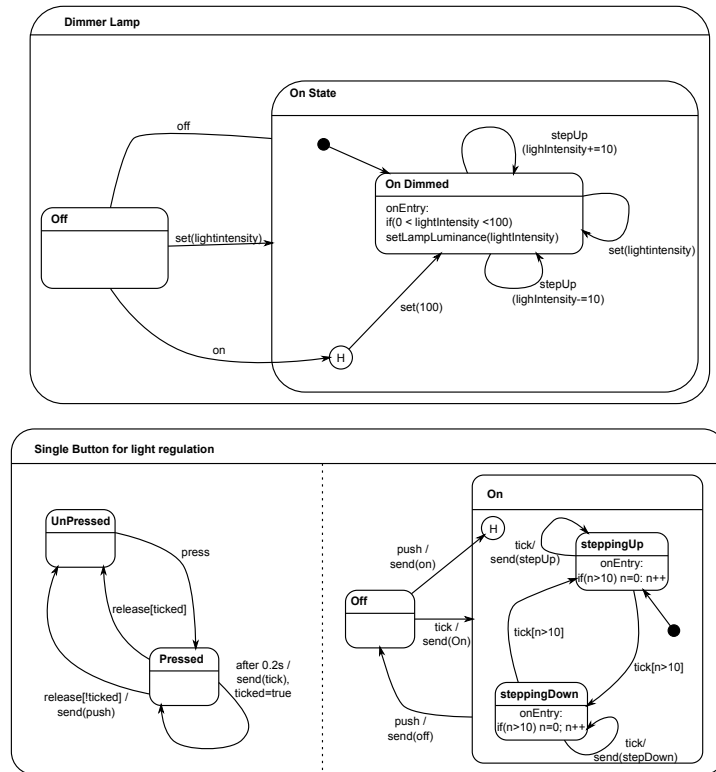 Dimmer Lamp
On State
off
stepUp
(lighIntensity+=10)
On Dimmed
onEntry:
if(0 < lightIntensity <100)
setLampLuminance(lightIntensity)
Off
set(lightintensity)
set(lightintensity)
stepUp
(lighIntensity-=10)
set(100)
on
H
Single Button for light regulation
UnPressed
press
release[ticked]
Pressed
after 0.2s /
send(tick),
ticked=true
release[!ticked] /
send(push)
On
H
push /
send(on)
tick/
send(stepUp)
steppingUp
onEntry:
if(n>10) n=0: n++
Off
tick /
send(On)
tick[n>10]
tick[n>10]
steppingDown
onEntry:
if(n>10) n=0; n++
push /
send(off)
tick/
send(stepDown)